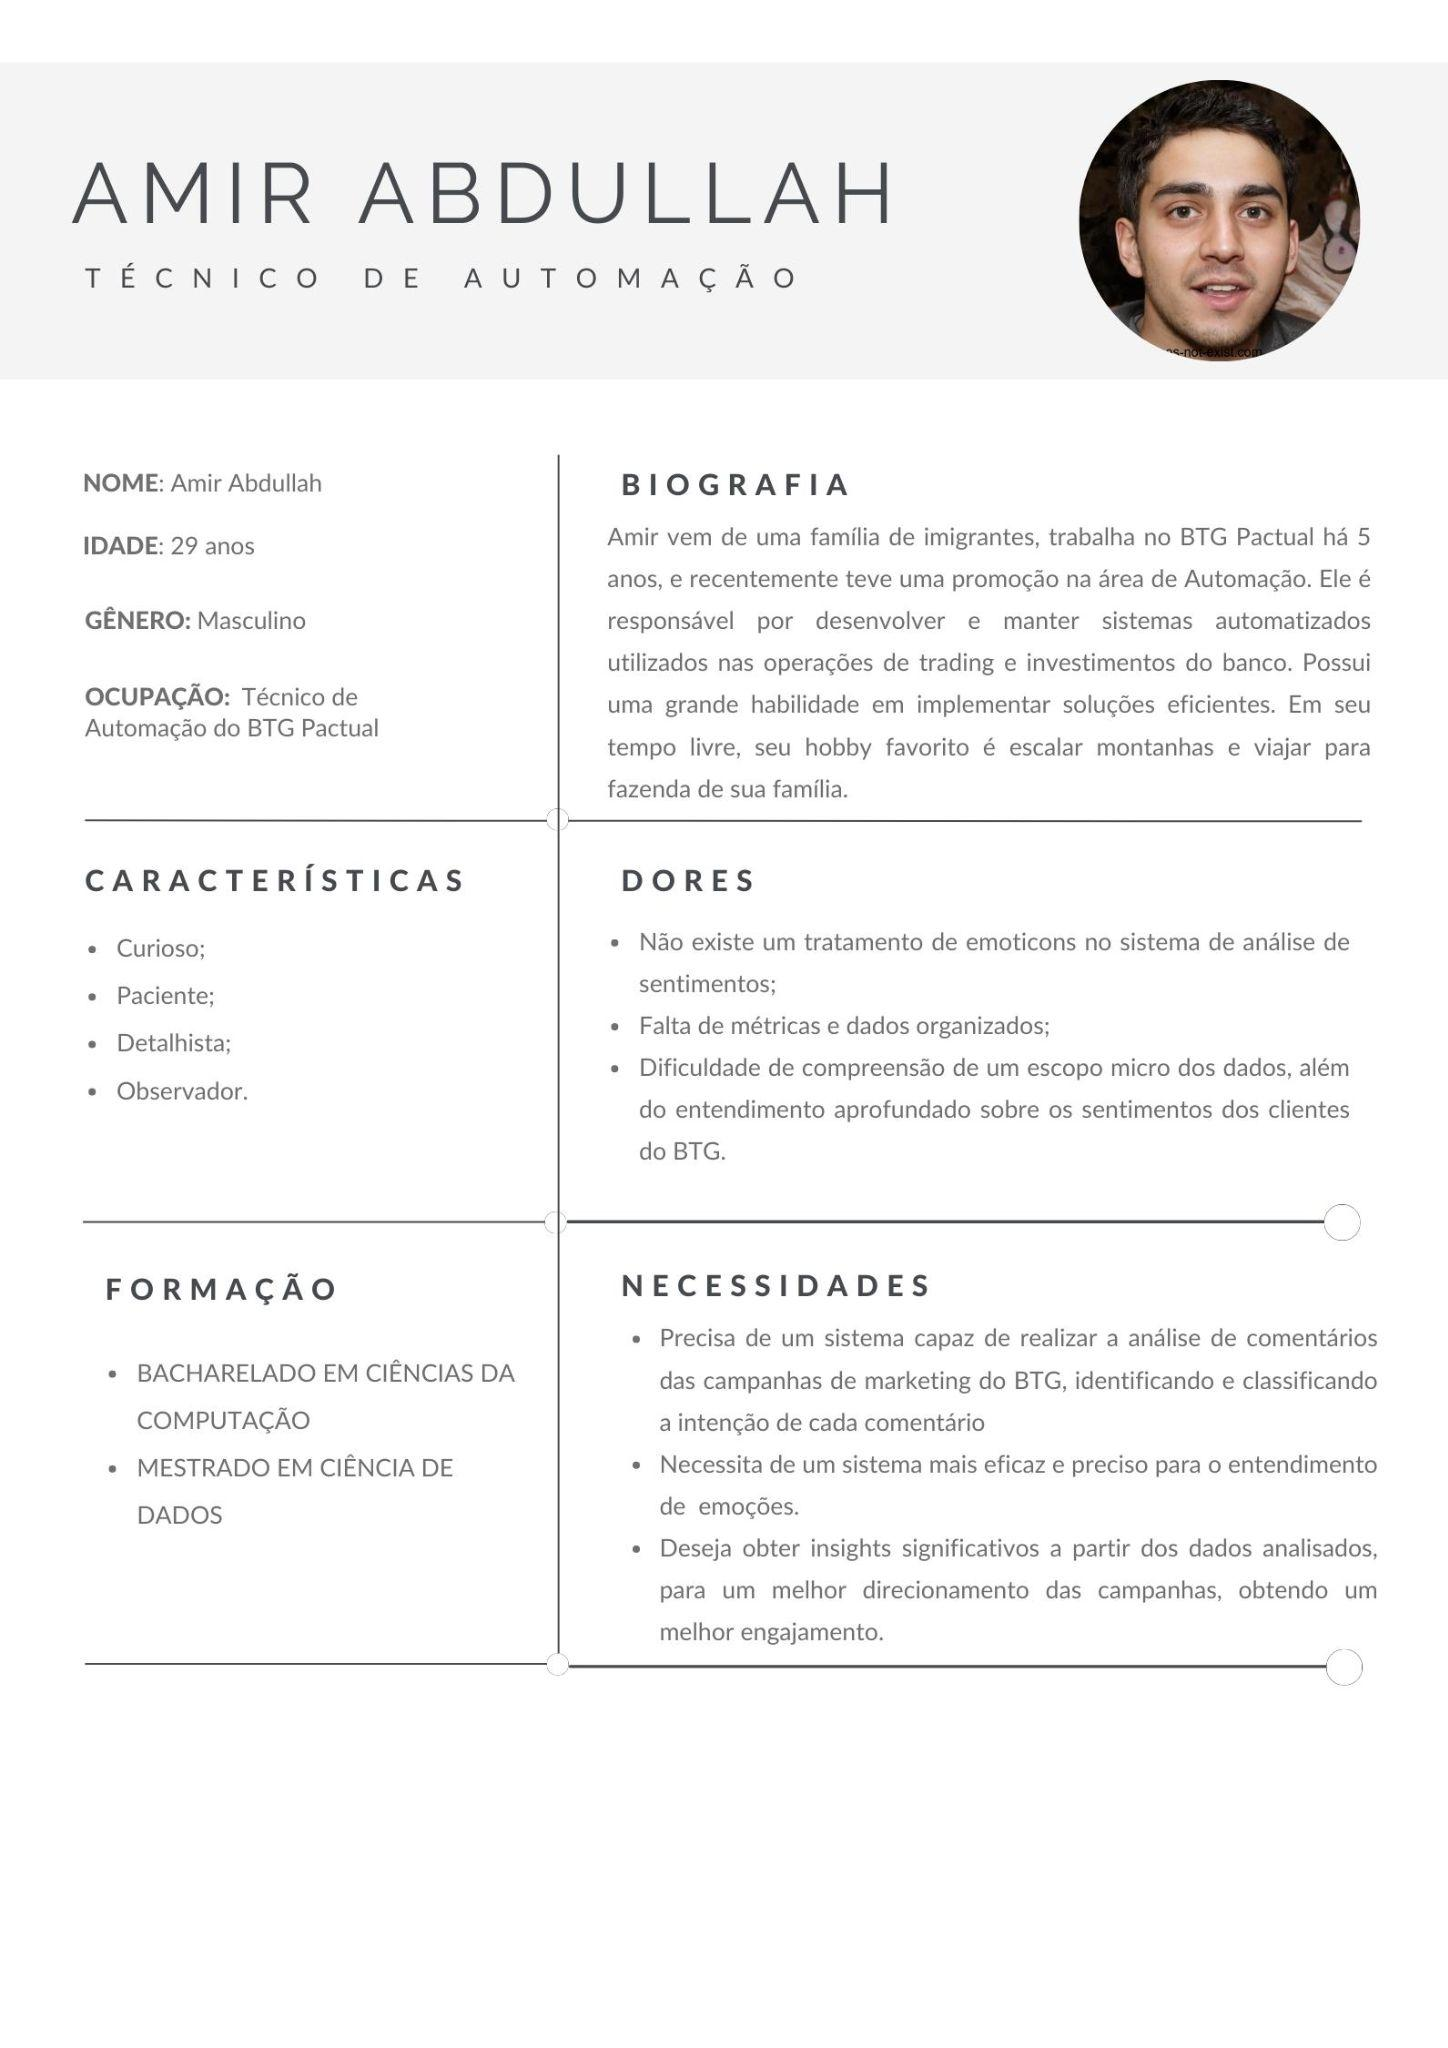 AMIR ABDULLAH
TÉCNICO DE AUTOMAÇÃO
es-not-exist.com
NOME: Amir Abdullah
IDADE: 29 anos
GÊNERO: Masculino
OCUPAÇÃO: Técnico de
Automação do BTG Pactual
BIOGRAFIA
Amir vem de uma família de imigrantes, trabalha no BTG Pactual há 5
anos, e recentemente teve uma promoção na área de Automação. Ele é
responsável por desenvolver e manter sistemas automatizados
utilizados nas operações de trading e investimentos do banco. Possui
uma grande habilidade em implementar soluções eficientes. Em seu
tempo livre, seu hobby favorito é escalar montanhas e viajar para
fazenda de sua família.
CARACTERÍSTICAS
• Curioso;
• Paciente;
• Detalhista;
• Observador.
DORES
• Não existe um tratamento de emoticons no sistema de análise de
sentimentos;
• Falta de métricas e dados organizados;
• Dificuldade de compreensão de um escopo micro dos dados, além
do entendimento aprofundado sobre os sentimentos dos clientes
do BTG.
FORMAÇÃO
• BACHARELADO EM CIÊNCIAS DA
COMPUTAÇÃO
• MESTRADO EM CIÊNCIA DE
DADOS
NECESSIDADES
• Precisa de um sistema capaz de realizar a análise de comentários
das campanhas de marketing do BTG, identificando e classificando
a intenção de cada comentário
• Necessita de um sistema mais eficaz e preciso para o entendimento
de emoções.
• Deseja obter insights significativos a partir dos dados analisados,
para um melhor direcionamento das campanhas, obtendo um
melhor engajamento.